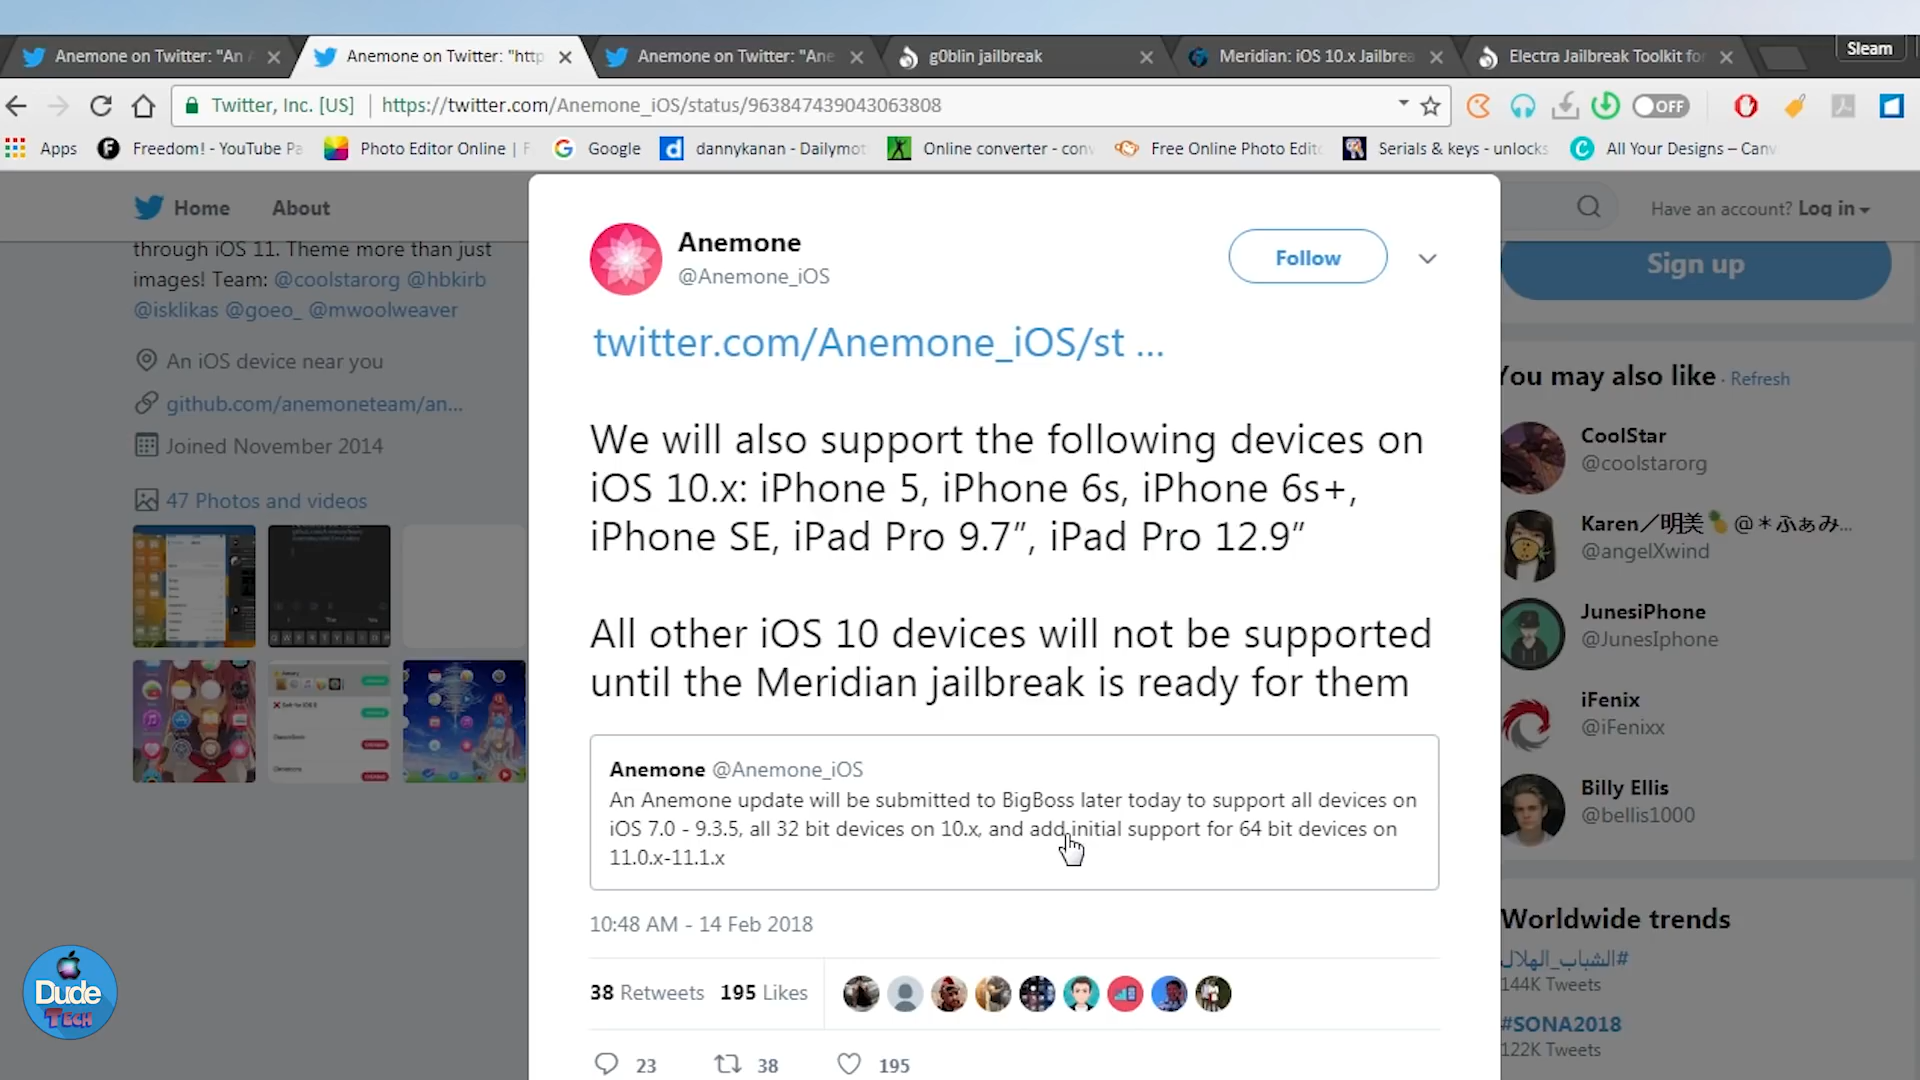 Anemone on Twitter: "An A
Anemone on Twitter: "http
Anemone on Twitter: "Ane
g0blin jailbreak
Meridian: iOS 10.x Jailbrea
Electra Jailbreak Toolkit for
Sleam
Twitter, Inc. [US]
https://twitter.com/Anemone_iOS/status/963847439043063808
OFF
Apps
Freedom! - YouTube Pa
Photo Editor Online | F
Google
dannykanan - Dailymot
Online converter - conv
Free Online Photo Edito
Serials & keys - unlocks
All Your Designs – Canv
Home
About
Have an account? Log in
through iOS 11. Theme more than just
images! Team: @coolstarorg @hbkirb
@isklikas @goeo_ @mwoolweaver
An iOS device near you
github.com/anemoneteam/an...
Joined November 2014
47 Photos and videos
Anemone
@Anemone_iOS
Follow
twitter.com/Anemone_iOS/st ...
We will also support the following devices on
iOS 10.x: iPhone 5, iPhone 6s, iPhone 6s+,
iPhone SE, iPad Pro 9.7”, iPad Pro 12.9”
All other iOS 10 devices will not be supported
until the Meridian jailbreak is ready for them
Anemone @Anemone_iOS
An Anemone update will be submitted to BigBoss later today to support all devices on
iOS 7.0 - 9.3.5, all 32 bit devices on 10.x, and add initial support for 64 bit devices on
11.0.x-11.1.x
10:48 AM - 14 Feb 2018
38 Retweets 195 Likes
23
38
195
Sign up
You may also like · Refresh
CoolStar
@coolstarorg
Karen／明美🍍@＊ふぁみ...
@angelXwind
JunesiPhone
@JunesIphone
iFenix
@iFenixx
Billy Ellis
@bellis1000
Worldwide trends
#الشباب_الهلال
144K Tweets
#SONA2018
122K Tweets
Dude
TECH